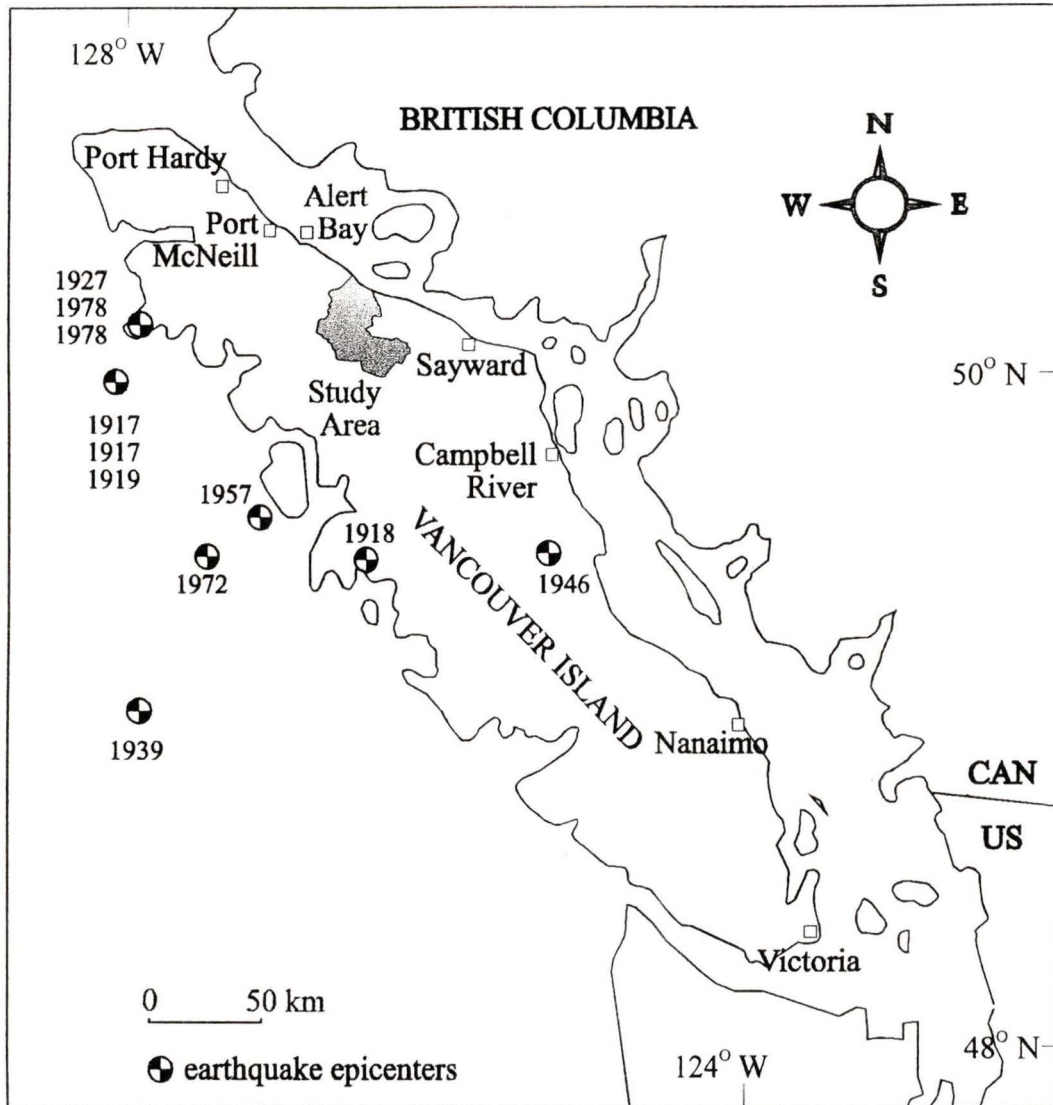 128° W
BRITISH COLUMBIA
N
W
E
S
Port Hardy
Alert
Bay
Port
McNeill
1927
1978
1978
Sayward
50° N
Study
Area
1917
1917
1919
Campbell
River
1957
1918
1972
1946
VANCOUVER ISLAND
1939
Nanaimo
CAN
US
Victoria
0 50 km
48° N
124° W
earthquake epicenters